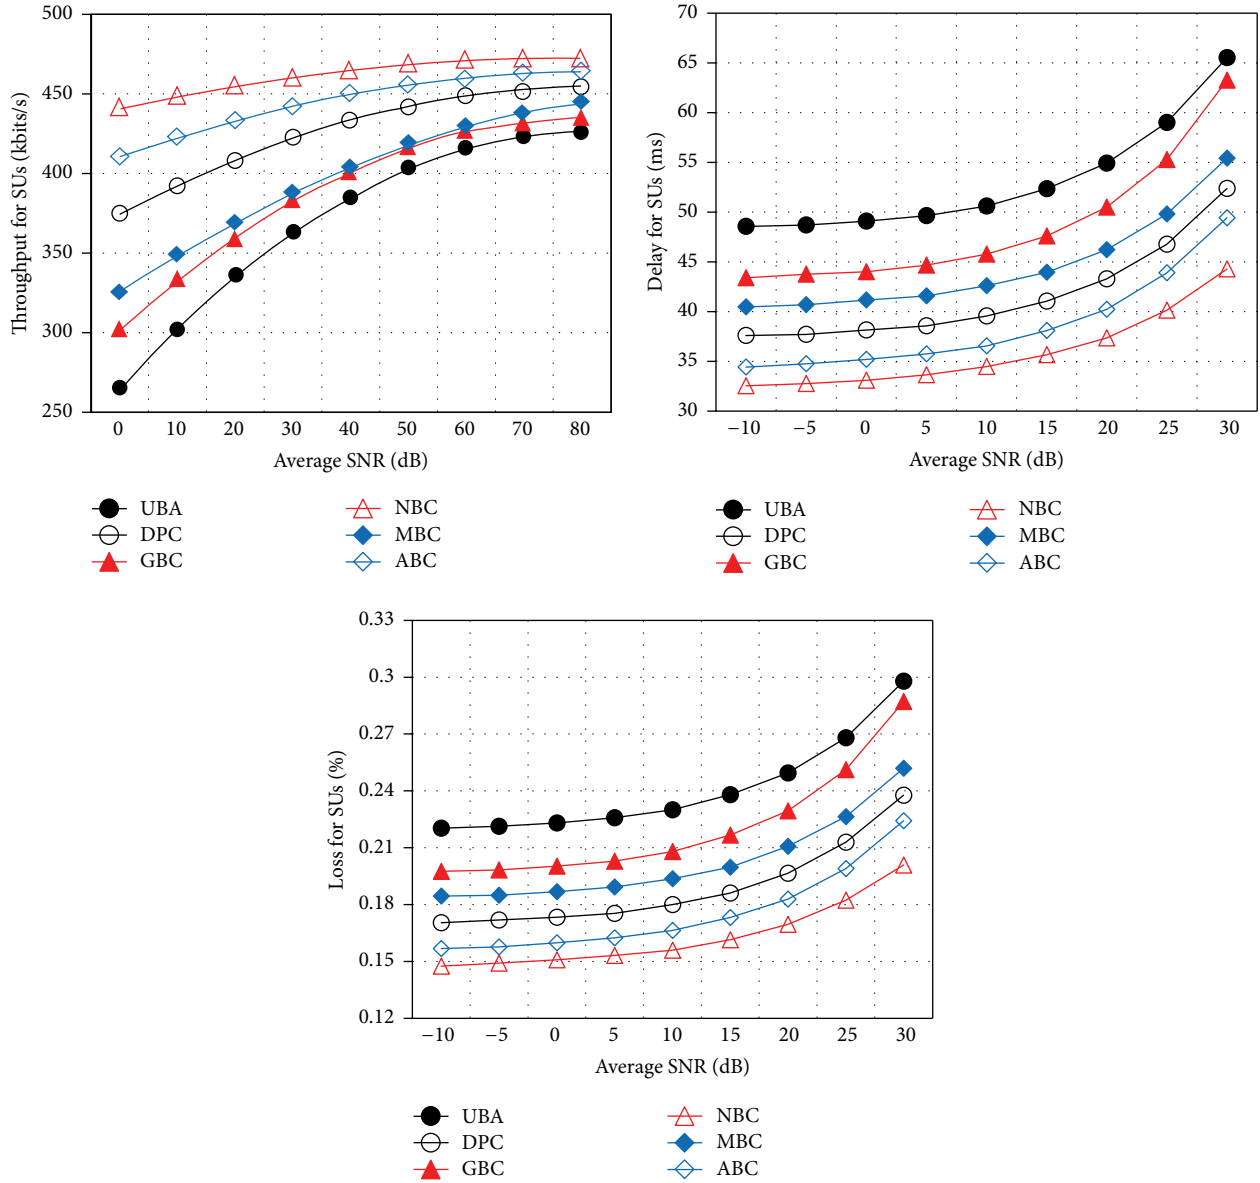 Throughput for SUs (kbits/s)
500
450
400
350
300
250
0 10 20 30 40 50 60 70 80
Average SNR (dB)
UBA
DPC
GBC
NBC
MBC
ABC
Delay for SUs (ms)
70
65
60
55
50
45
40
35
30
−10 −5 0 5 10 15 20 25 30
Average SNR (dB)
UBA
DPC
GBC
NBC
MBC
ABC
Loss for SUs (%)
0.33
0.3
0.27
0.24
0.21
0.18
0.15
0.12
−10 −5 0 5 10 15 20 25 30
Average SNR (dB)
UBA
DPC
GBC
NBC
MBC
ABC